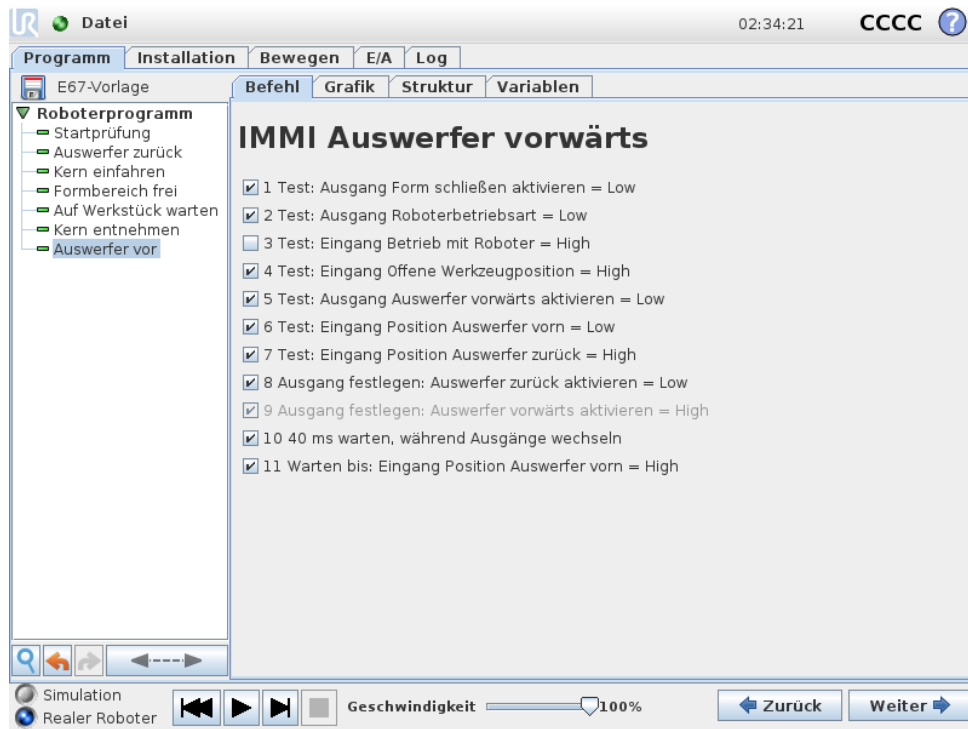 UR Datei 02:34:21 CCCC ?
Programm Installation Bewegen E/A Log
E67-Vorlage
Befehl Grafik Struktur Variablen
Roboterprogramm
Startprüfung
Auswerfer zurück
Kern einfahren
Formbereich frei
Auf Werkstück warten
Kern entnehmen
Auswerfer vor
IMMI Auswerfer vorwärts
1 Test: Ausgang Form schließen aktivieren = Low
2 Test: Ausgang Roboterbetriebsart = Low
3 Test: Eingang Betrieb mit Roboter = High
4 Test: Eingang Offene Werkzeugposition = High
5 Test: Ausgang Auswerfer vorwärts aktivieren = Low
6 Test: Eingang Position Auswerfer vorn = Low
7 Test: Eingang Position Auswerfer zurück = High
8 Ausgang festlegen: Auswerfer zurück aktivieren = Low
9 Ausgang festlegen: Auswerfer vorwärts aktivieren = High
10 40 ms warten, während Ausgänge wechseln
11 Warten bis: Eingang Position Auswerfer vorn = High
Simulation
Realer Roboter
Geschwindigkeit 100%
Zurück
Weiter